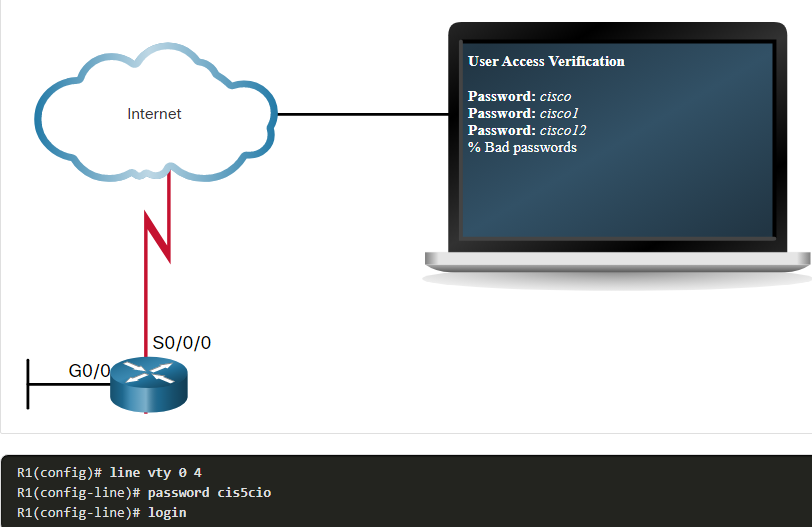 Internet
User Access Verification
Password: cisco
Password: cisco1
Password: cisco12
% Bad passwords
S0/0/0
G0/0
R1(config)# line vty 0 4
R1(config-line)# password cis5cio
R1(config-line)# login